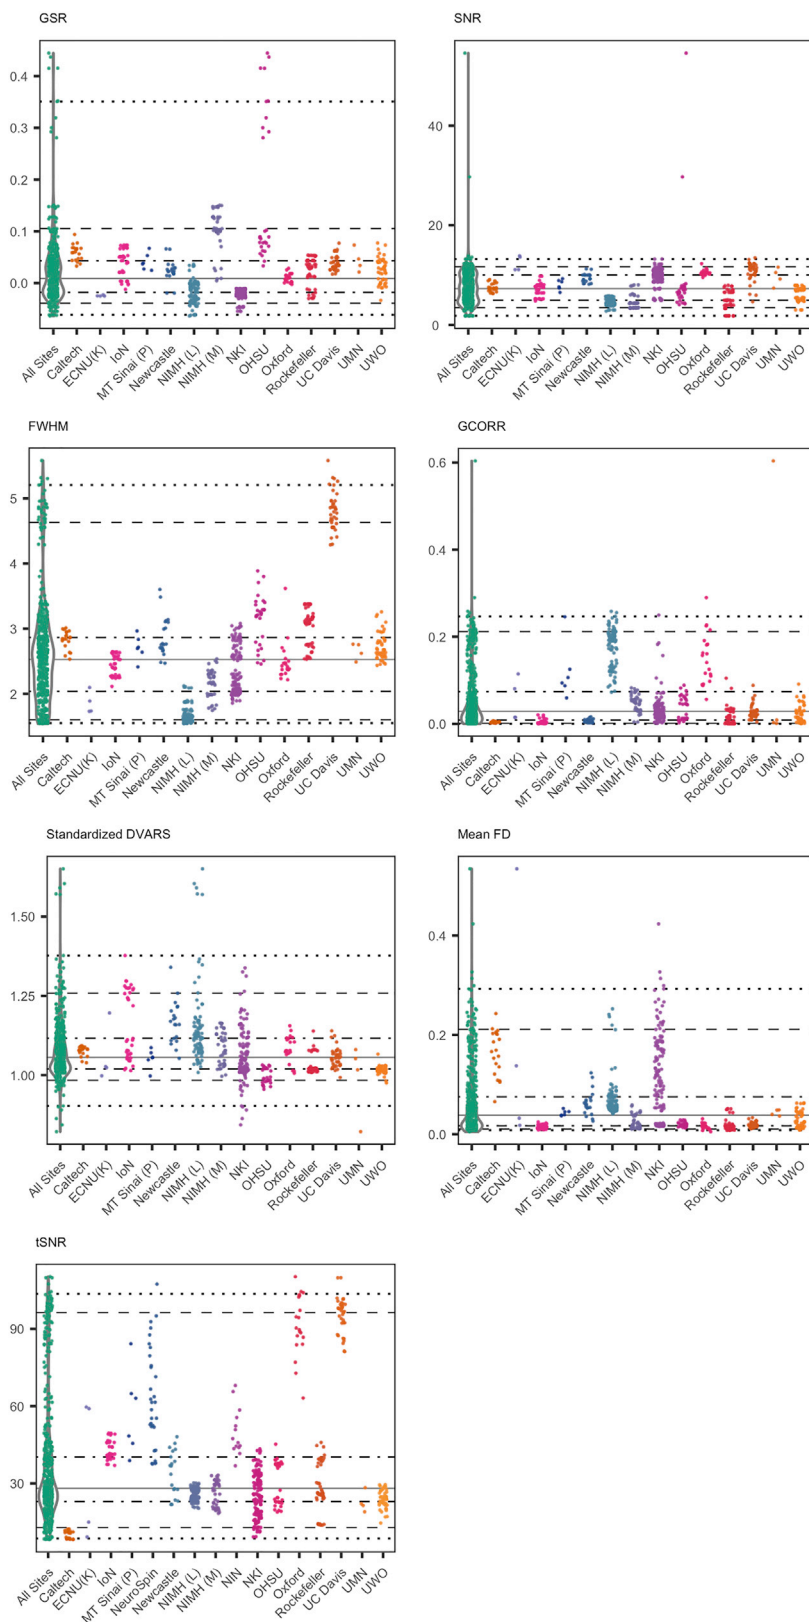 GSR
0.4
0.3
0.2
0.1
0.0
All Sites
Caltech
ECNU(K)
IoN
MT Sinai (P)
Newcastle
NIMH (L)
NIMH (M)
NKI
OHSU
Oxford
Rockefeller
UC Davis
UMN
UWO
SNR
40
20
0
All Sites
Caltech
ECNU(K)
IoN
MT Sinai (P)
Newcastle
NIMH (L)
NIMH (M)
NKI
OHSU
Oxford
Rockefeller
UC Davis
UMN
UWO
FWHM
5
4
3
2
All Sites
Caltech
ECNU(K)
IoN
MT Sinai (P)
Newcastle
NIMH (L)
NIMH (M)
NKI
OHSU
Oxford
Rockefeller
UC Davis
UMN
UWO
GCORR
0.6
0.4
0.2
0.0
All Sites
Caltech
ECNU(K)
IoN
MT Sinai (P)
Newcastle
NIMH (L)
NIMH (M)
NKI
OHSU
Oxford
Rockefeller
UC Davis
UMN
UWO
Standardized DVARS
1.50
1.25
1.00
All Sites
Caltech
ECNU(K)
IoN
MT Sinai (P)
Newcastle
NIMH (L)
NIMH (M)
NKI
OHSU
Oxford
Rockefeller
UC Davis
UMN
UWO
Mean FD
0.4
0.2
0.0
All Sites
Caltech
ECNU(K)
IoN
MT Sinai (P)
Newcastle
NIMH (L)
NIMH (M)
NKI
OHSU
Oxford
Rockefeller
UC Davis
UMN
UWO
tSNR
90
60
30
All Sites
Caltech
ECNU(K)
IoN
MT Sinai (P)
NeuroSpin
Newcastle
NIMH (L)
NIMH (M)
NIN
NKI
OHSU
Oxford
Rockefeller
UC Davis
UMN
UWO